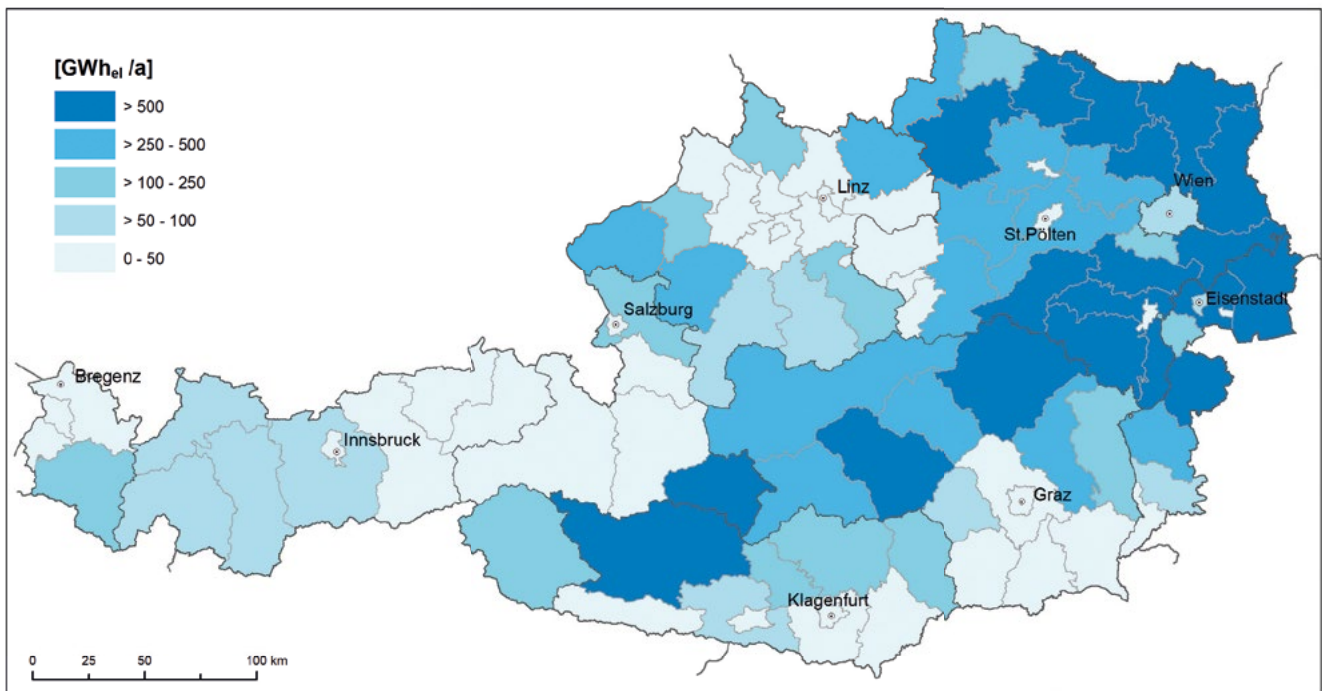 [GWhel /a]
> 500
> 250 - 500
> 100 - 250
> 50 - 100
0 - 50
Linz
Wien
St.Pölten
Eisenstadt
Salzburg
Bregenz
Innsbruck
Graz
Klagenfurt
0 25 50 100 km